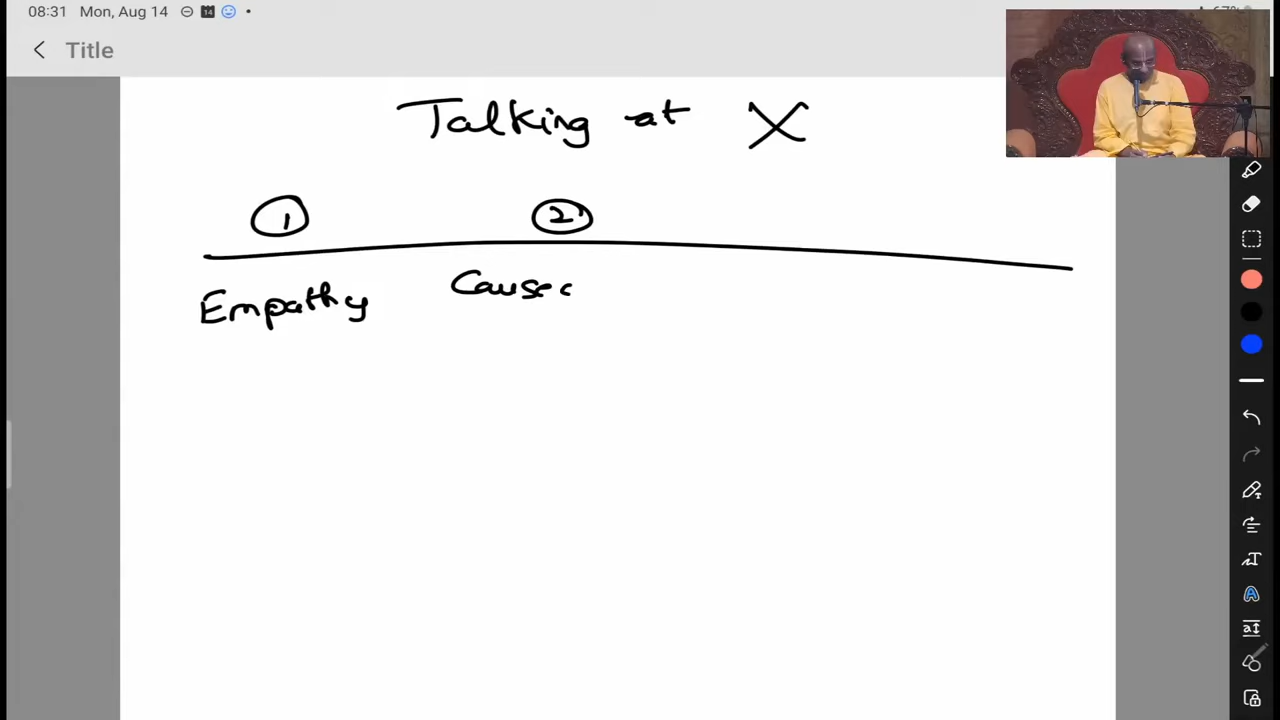 08:31 Mon, Aug 14
Title
Talking at X
1 2
Empathy Cause